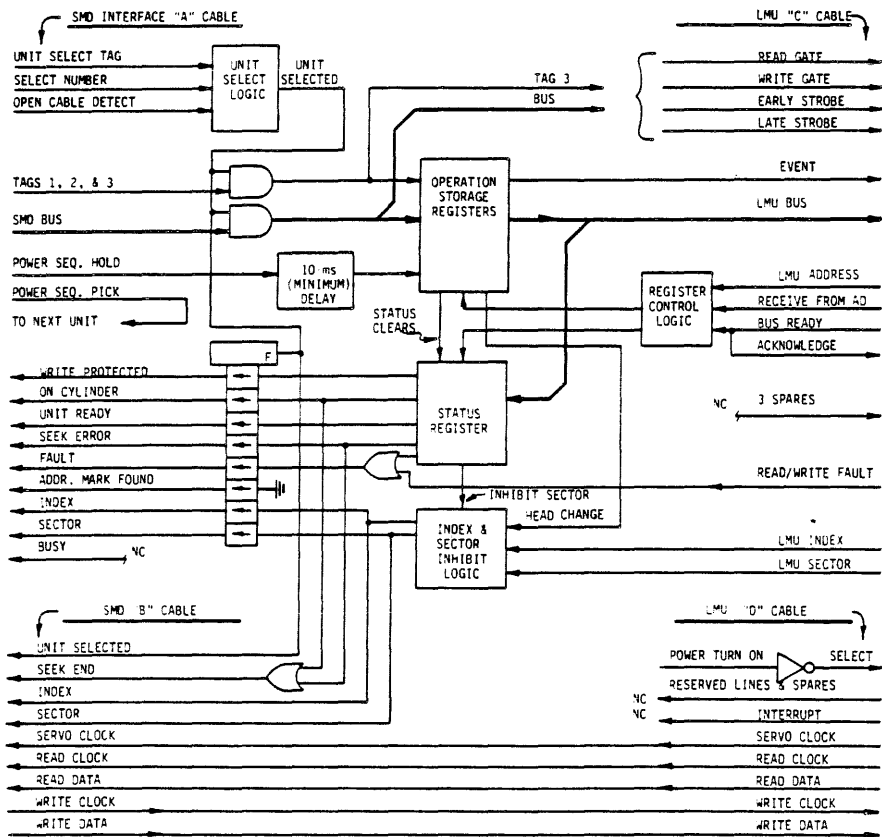 SMD INTERFACE "A" CABLE
LMU "C" CABLE
UNIT SELECT TAG
SELECT NUMBER
OPEN CABLE DETECT
UNIT
SELECT
LOGIC
UNIT
SELECTED
TAG 3
BUS
READ GATE
WRITE GATE
EARLY STROBE
LATE STROBE
TAGS 1, 2, & 3
SMD BUS
OPERATION
STORAGE
REGISTERS
EVENT
LMU BUS
POWER SEQ. HOLD
POWER SEQ. PICK
TO NEXT UNIT
10 ms
(MINIMUM)
DELAY
STATUS
CLEARS
REGISTER
CONTROL
LOGIC
LMU ADDRESS
RECEIVE FROM AD
BUS READY
ACKNOWLEDGE
F
WRITE PROTECTED
ON CYLINDER
UNIT READY
SEEK ERROR
FAULT
ADDR. MARK FOUND
INDEX
SECTOR
BUSY
NC
STATUS
REGISTER
NC
3 SPARES
READ/WRITE FAULT
INHIBIT SECTOR
HEAD CHANGE
INDEX &
SECTOR
INHIBIT
LOGIC
LMU INDEX
LMU SECTOR
SMD "B" CABLE
LMU "D" CABLE
UNIT SELECTED
SEEK END
INDEX
SECTOR
SERVO CLOCK
READ CLOCK
READ DATA
WRITE CLOCK
WRITE DATA
POWER TURN ON
SELECT
RESERVED LINES & SPARES
NC
NC
INTERRUPT
SERVO CLOCK
READ CLOCK
READ DATA
WRITE CLOCK
WRITE DATA